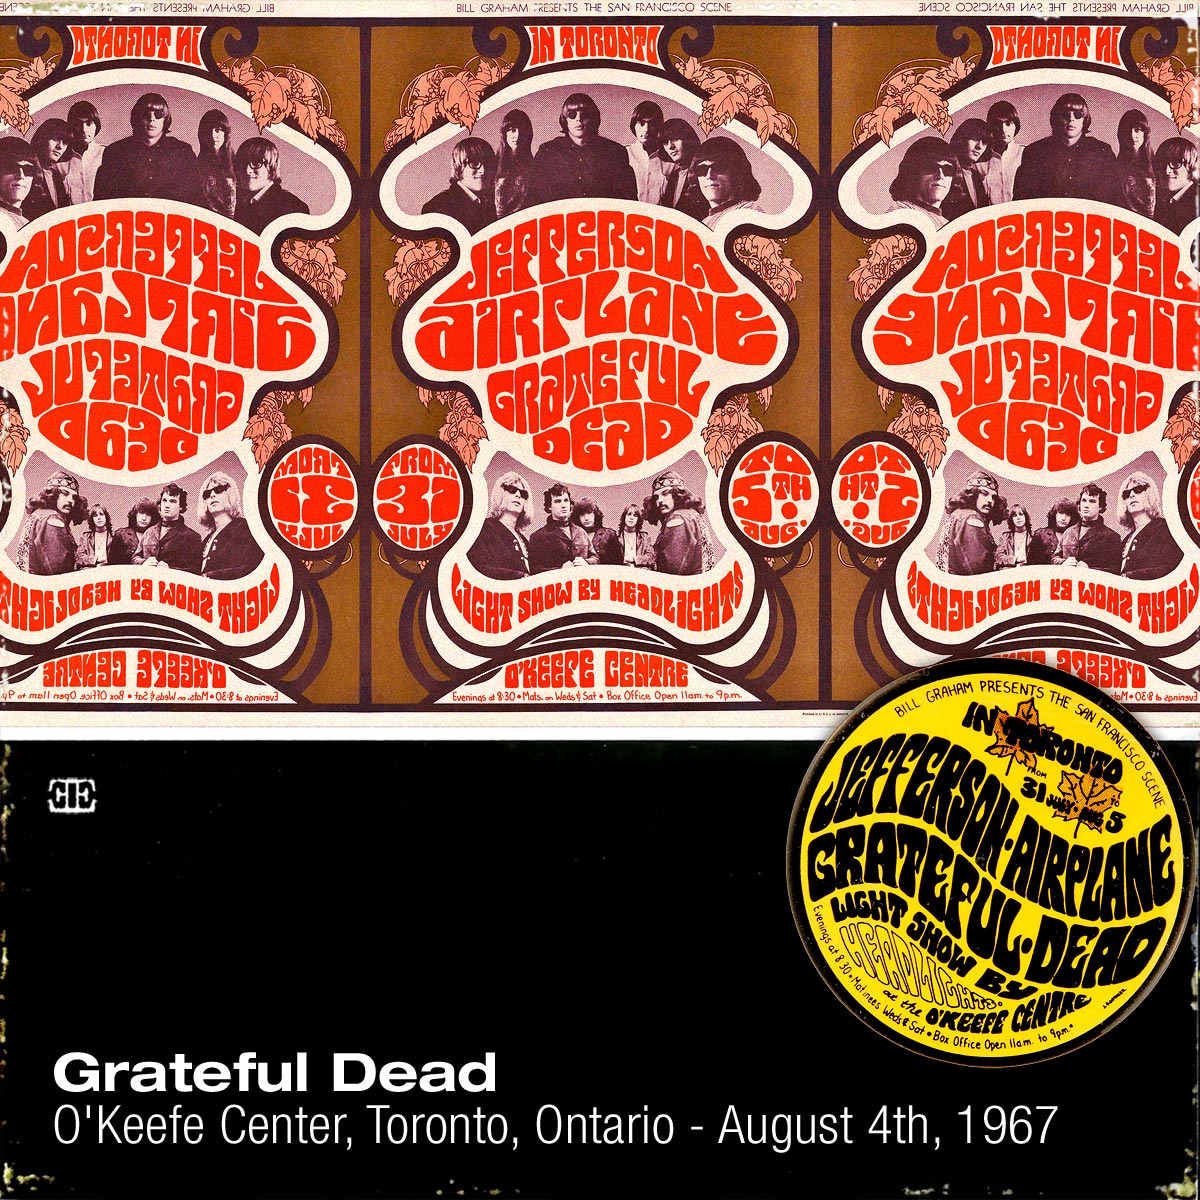 BILL GRAHAM PRESENTS THE SAN FRANCISCO SCENE
IN TORONTO
JEFFERSON
AIRPLANE
GRATEFUL
DEAD
FROM
31
JULY
TO
5TH
AUG.
LIGHT SHOW BY HEADLIGHTS
O'KEEFE CENTRE
Evenings at 8:30 • Mats. on Weds & Sat • Box Office Open 11am. to 9p.m.
BILL GRAHAM PRESENTS THE SAN FRANCISCO SCENE
IN TORONTO
FROM
31 JULY • AUG 5
TO
JEFFERSON • AIRPLANE
GRATEFUL • DEAD
LIGHT SHOW BY
HEADLIGHTS.
at the O'KEEFE CENTRE
Evenings at 8:30 • Matinees Weds & Sat • Box Office Open 11am. to 9pm. •
Grateful Dead
O'Keefe Center, Toronto, Ontario - August 4th, 1967